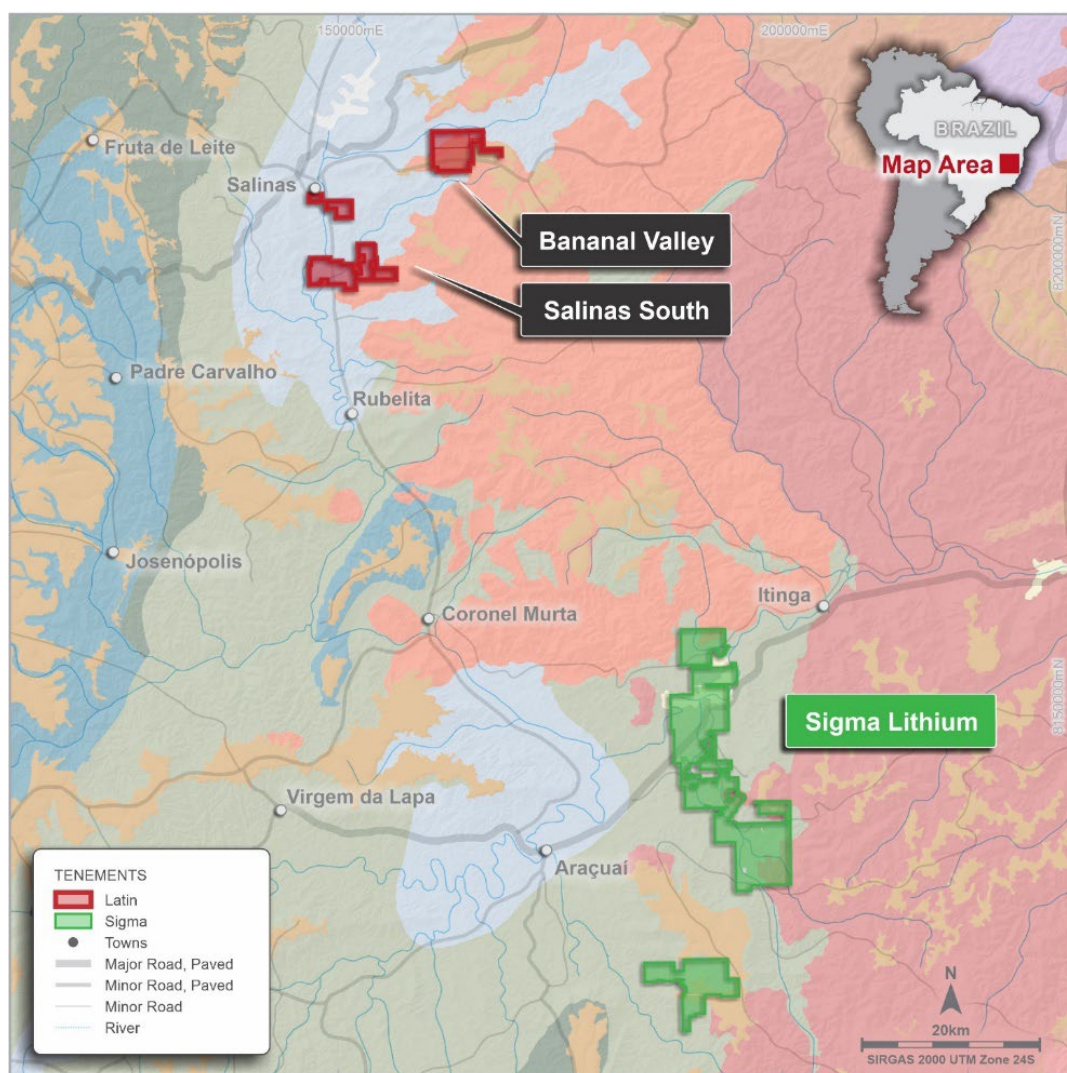 150000mE
200000mE
BRAZIL
Map Area
Fruta de Leite
Salinas
Bananal Valley
8200000mN
Salinas South
Padre Carvalho
Rubelita
Josenópolis
Itinga
Coronel Murta
8150000mN
Sigma Lithium
Virgem da Lapa
Araçuaí
TENEMENTS
Latin
Sigma
Towns
Major Road, Paved
Minor Road, Paved
Minor Road
River
N
20km
SIRGAS 2000 UTM Zone 24S